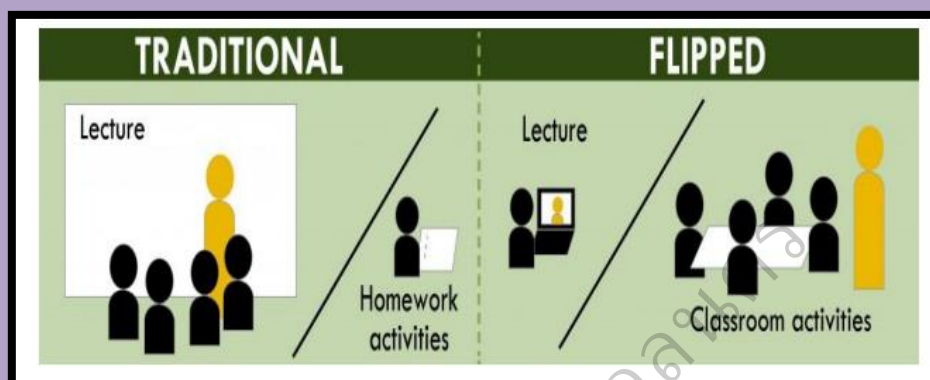 TRADITIONAL
Lecture
Homework
activities
FLIPPED
Lecture
Classroom activities